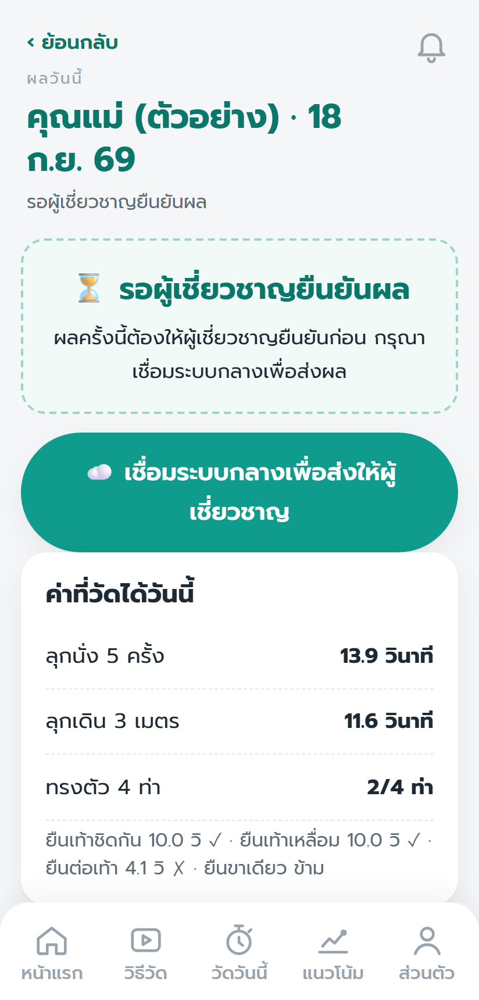 ‹ ย้อนกลับ
ผลวันนี้
คุณแม่ (ตัวอย่าง) · 18
ก.ย. 69
รอผู้เชี่ยวชาญยืนยันผล
⏳ รอผู้เชี่ยวชาญยืนยันผล
ผลครั้งนี้ต้องให้ผู้เชี่ยวชาญยืนยันก่อน กรุณา
เชื่อมระบบกลางเพื่อส่งผล
☁️ เชื่อมระบบกลางเพื่อส่งให้ผู้
เชี่ยวชาญ
ค่าที่วัดได้วันนี้
ลุกนั่ง 5 ครั้ง 13.9 วินาที
ลุกเดิน 3 เมตร 11.6 วินาที
ทรงตัว 4 ท่า 2/4 ท่า
ยืนเท้าชิดกัน 10.0 วิ ✓ · ยืนเท้าเหลื่อม 10.0 วิ ✓ ·
ยืนต่อเท้า 4.1 วิ ✗ · ยืนขาเดียว ข้าม
หน้าแรก วิธีวัด วัดวันนี้ แนวโน้ม ส่วนตัว